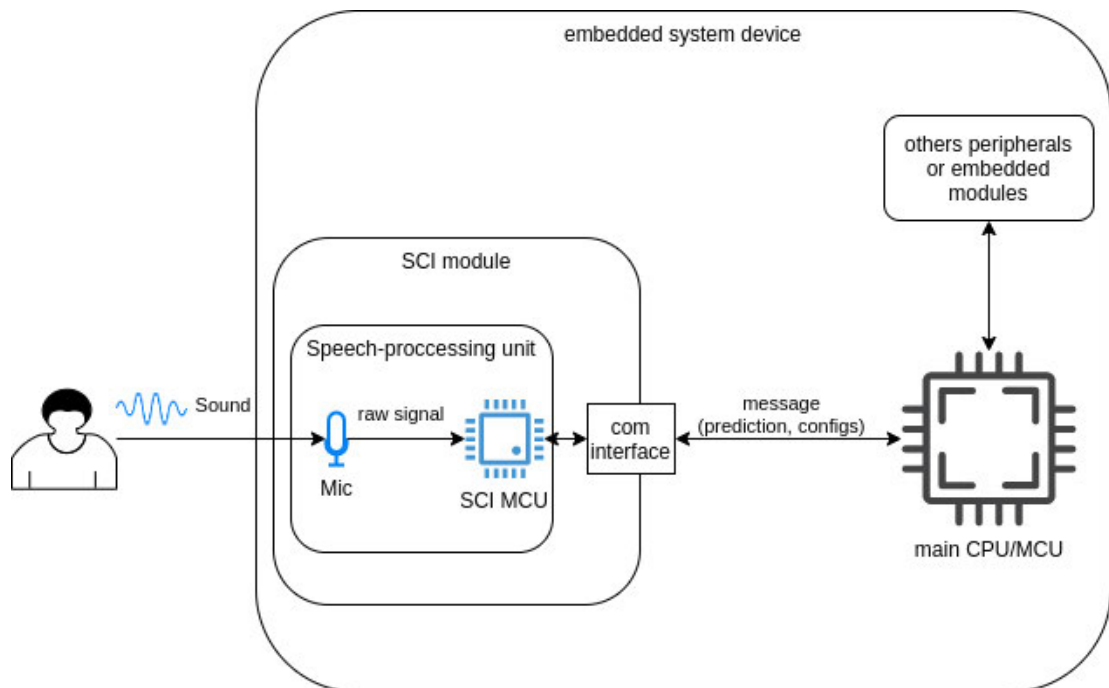 embedded system device
others peripherals
or embedded
modules
SCI module
Speech-proccessing unit
Sound
raw signal
Mic
SCI MCU
com
interface
message
(prediction, configs)
main CPU/MCU